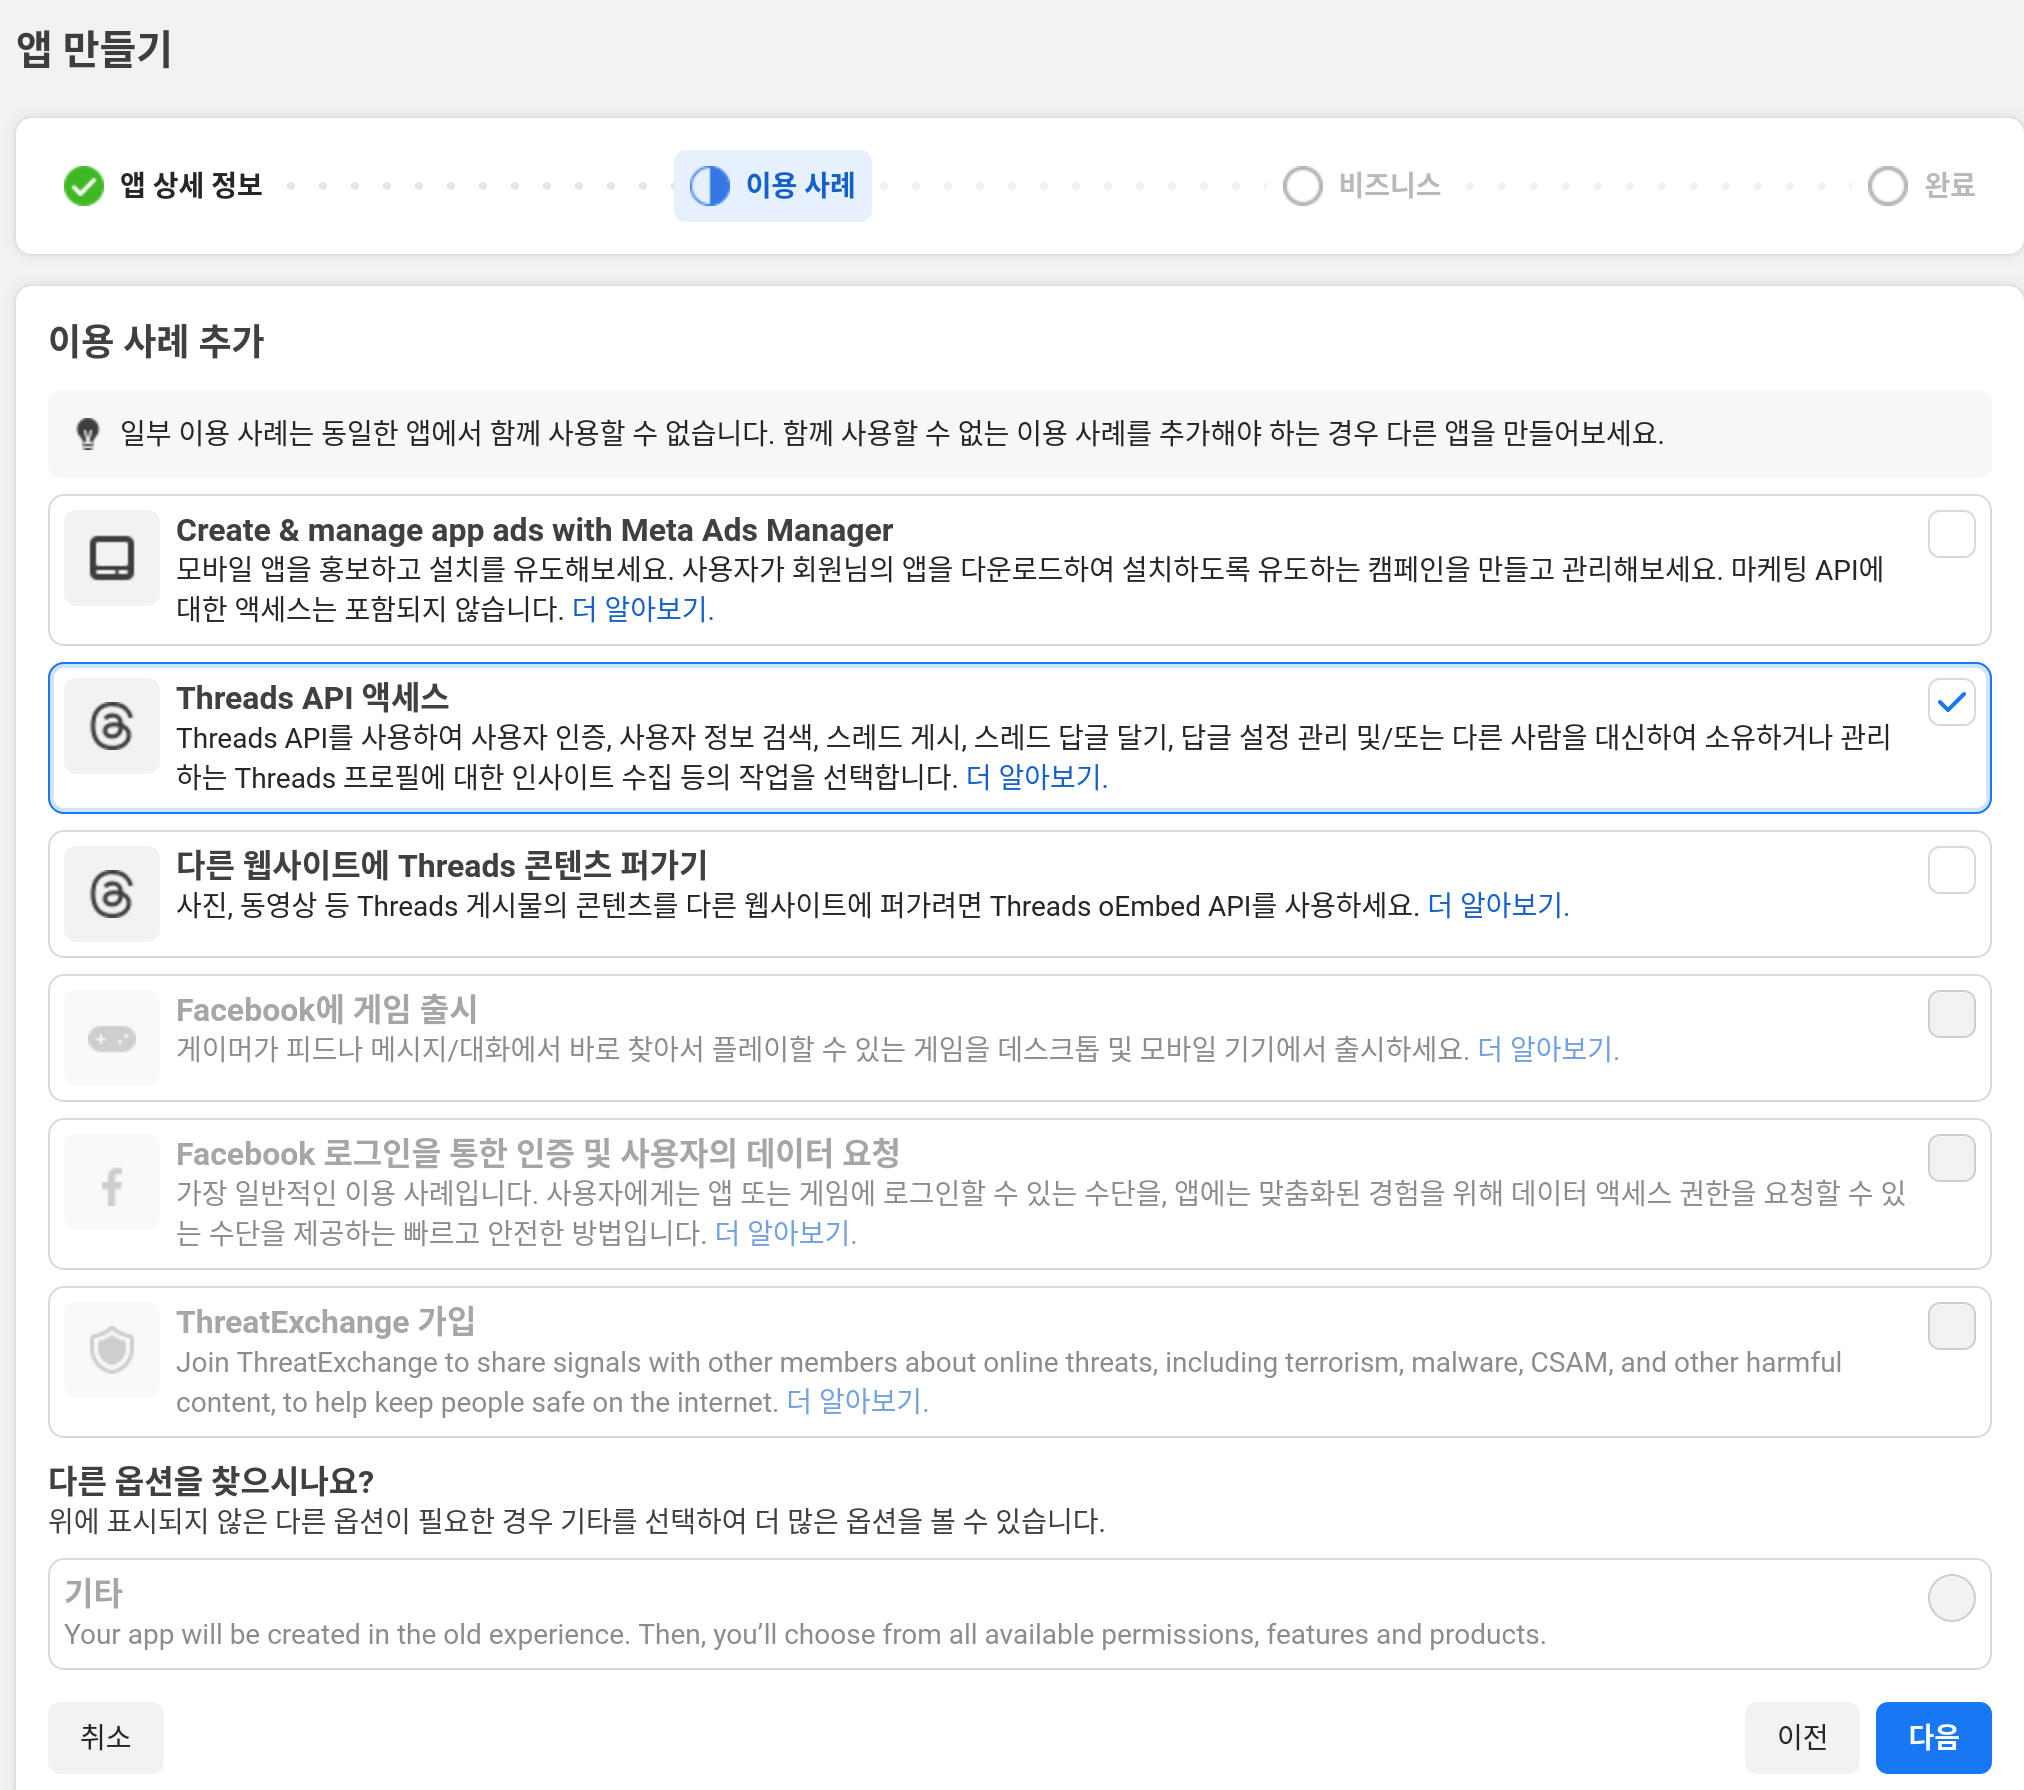 앱 만들기
앱 상세 정보
이용 사례
비즈니스
완료
이용 사례 추가
일부 이용 사례는 동일한 앱에서 함께 사용할 수 없습니다. 함께 사용할 수 없는 이용 사례를 추가해야 하는 경우 다른 앱을 만들어보세요.
Create & manage app ads with Meta Ads Manager
모바일 앱을 홍보하고 설치를 유도해보세요. 사용자가 회원님의 앱을 다운로드하여 설치하도록 유도하는 캠페인을 만들고 관리해보세요. 마케팅 API에
대한 액세스는 포함되지 않습니다. 더 알아보기.
Threads API 액세스
Threads API를 사용하여 사용자 인증, 사용자 정보 검색, 스레드 게시, 스레드 답글 달기, 답글 설정 관리 및/또는 다른 사람을 대신하여 소유하거나 관리
하는 Threads 프로필에 대한 인사이트 수집 등의 작업을 선택합니다. 더 알아보기.
다른 웹사이트에 Threads 콘텐츠 퍼가기
사진, 동영상 등 Threads 게시물의 콘텐츠를 다른 웹사이트에 퍼가려면 Threads oEmbed API를 사용하세요. 더 알아보기.
Facebook에 게임 출시
게이머가 피드나 메시지/대화에서 바로 찾아서 플레이할 수 있는 게임을 데스크톱 및 모바일 기기에서 출시하세요. 더 알아보기.
Facebook 로그인을 통한 인증 및 사용자의 데이터 요청
가장 일반적인 이용 사례입니다. 사용자에게는 앱 또는 게임에 로그인할 수 있는 수단을, 앱에는 맞춤화된 경험을 위해 데이터 액세스 권한을 요청할 수 있
는 수단을 제공하는 빠르고 안전한 방법입니다. 더 알아보기.
ThreatExchange 가입
Join ThreatExchange to share signals with other members about online threats, including terrorism, malware, CSAM, and other harmful
content, to help keep people safe on the internet. 더 알아보기.
다른 옵션을 찾으시나요?
위에 표시되지 않은 다른 옵션이 필요한 경우 기타를 선택하여 더 많은 옵션을 볼 수 있습니다.
기타
Your app will be created in the old experience. Then, you’ll choose from all available permissions, features and products.
취소
이전
다음